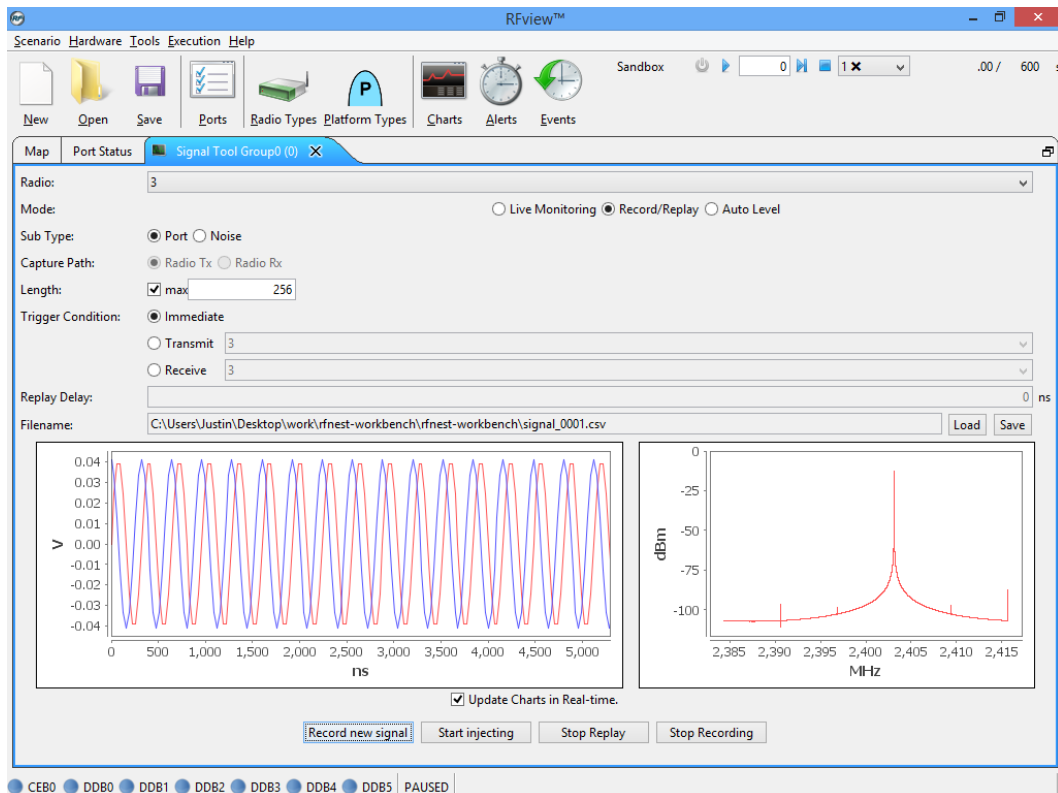 RFview™
Scenario Hardware Tools Execution Help
New Open Save Ports Radio Types Platform Types P Charts Alerts Events Sandbox 0 1 ✕ .00 / 600
Map Port Status Signal Tool Group0 (0)
Radio: 3
Mode: Live Monitoring Record/Replay Auto Level
Sub Type: Port Noise
Capture Path: Radio Tx Radio Rx
Length: max 256
Trigger Condition: Immediate
Transmit 3
Receive 3
Replay Delay: 0 ns
Filename: C:\Users\Justin\Desktop\work\rfnest-workbench\rfnest-workbench\signal_0001.csv Load Save
0.04
0.03
0.02
0.01
0.00
-0.01
-0.02
-0.03
-0.04
V
0 500 1,000 1,500 2,000 2,500 3,000 3,500 4,000 4,500 5,000
ns
0
-25
-50
-75
-100
dBm
2,385 2,390 2,395 2,400 2,405 2,410 2,415
MHz
Update Charts in Real-time.
Record new signal Start injecting Stop Replay Stop Recording
CEB0 DDB0 DDB1 DDB2 DDB3 DDB4 DDB5 PAUSED